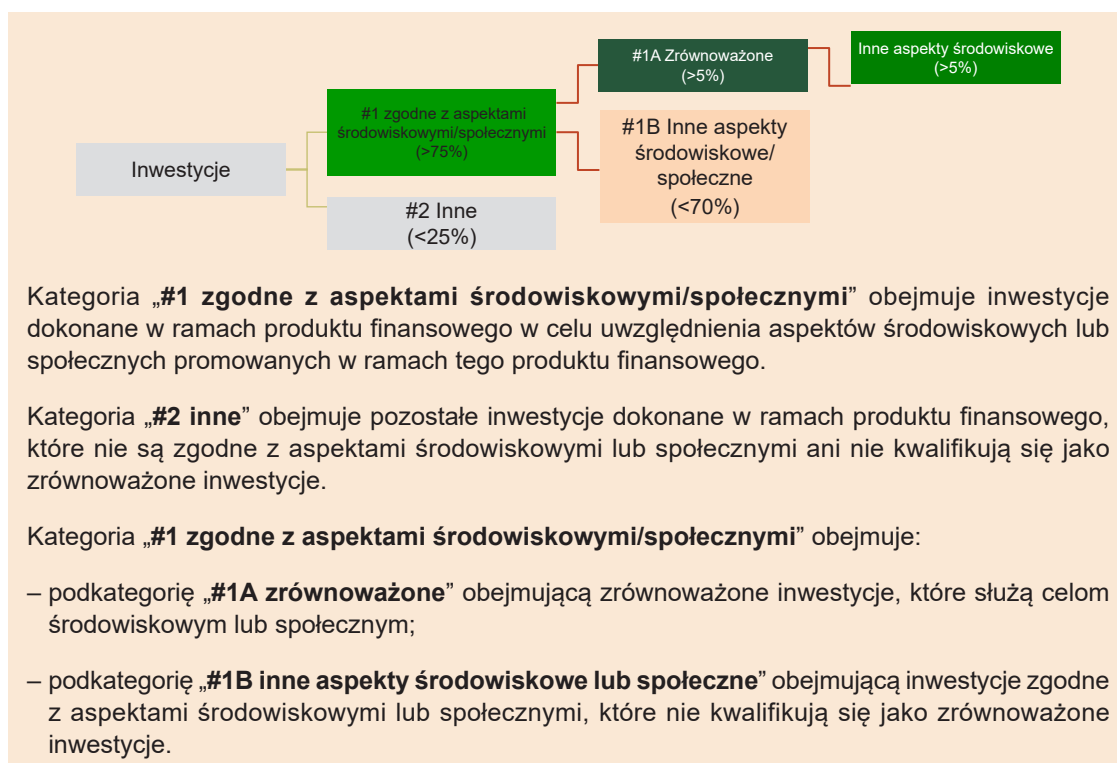 Inwestycje
#1 zgodne z aspektami
środowiskowymi/społecznymi
(>75%)
#2 Inne
(<25%)
#1A Zrównoważone
(>5%)
#1B Inne aspekty
środowiskowe/
społeczne
(<70%)
Inne aspekty środowiskowe
(>5%)
Kategoria „#1 zgodne z aspektami środowiskowymi/społecznymi” obejmuje inwestycje
dokonane w ramach produktu finansowego w celu uwzględnienia aspektów środowiskowych lub
społecznych promowanych w ramach tego produktu finansowego.
Kategoria „#2 inne” obejmuje pozostałe inwestycje dokonane w ramach produktu finansowego,
które nie są zgodne z aspektami środowiskowymi lub społecznymi ani nie kwalifikują się jako
zrównoważone inwestycje.
Kategoria „#1 zgodne z aspektami środowiskowymi/społecznymi” obejmuje:
– podkategorię „#1A zrównoważone” obejmującą zrównoważone inwestycje, które służą celom
środowiskowym lub społecznym;
– podkategorię „#1B inne aspekty środowiskowe lub społeczne” obejmującą inwestycje zgodne
z aspektami środowiskowymi lub społecznymi, które nie kwalifikują się jako zrównoważone
inwestycje.